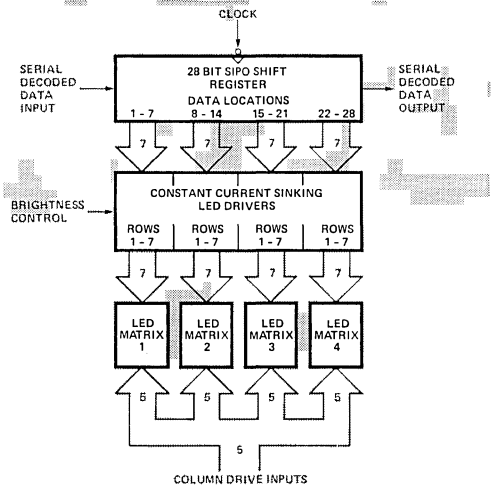 CLOCK
SERIAL
DECODED
DATA
INPUT
28 BIT SIPO SHIFT
REGISTER
DATA LOCATIONS
1 - 7 8 - 14 15 - 21 22 - 28
SERIAL
DECODED
DATA
OUTPUT
7 7 7 7
BRIGHTNESS
CONTROL
CONSTANT CURRENT SINKING
LED DRIVERS
ROWS ROWS ROWS ROWS
1 - 7 1 - 7 1 - 7 1 - 7
7 7 7 7
LED LED LED LED
MATRIX MATRIX MATRIX MATRIX
1 2 3 4
5 5 5 5
5
COLUMN DRIVE INPUTS